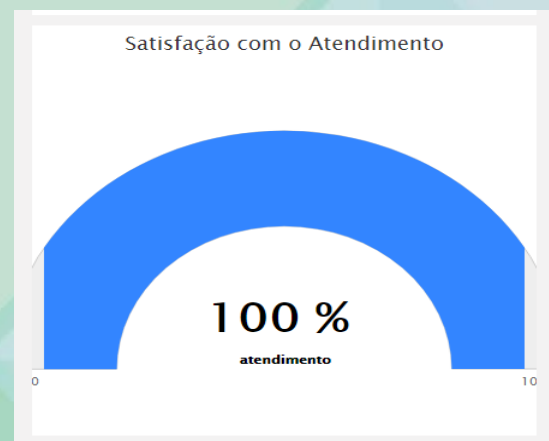 Satisfação com o Atendimento
100 %
atendimento
0 10